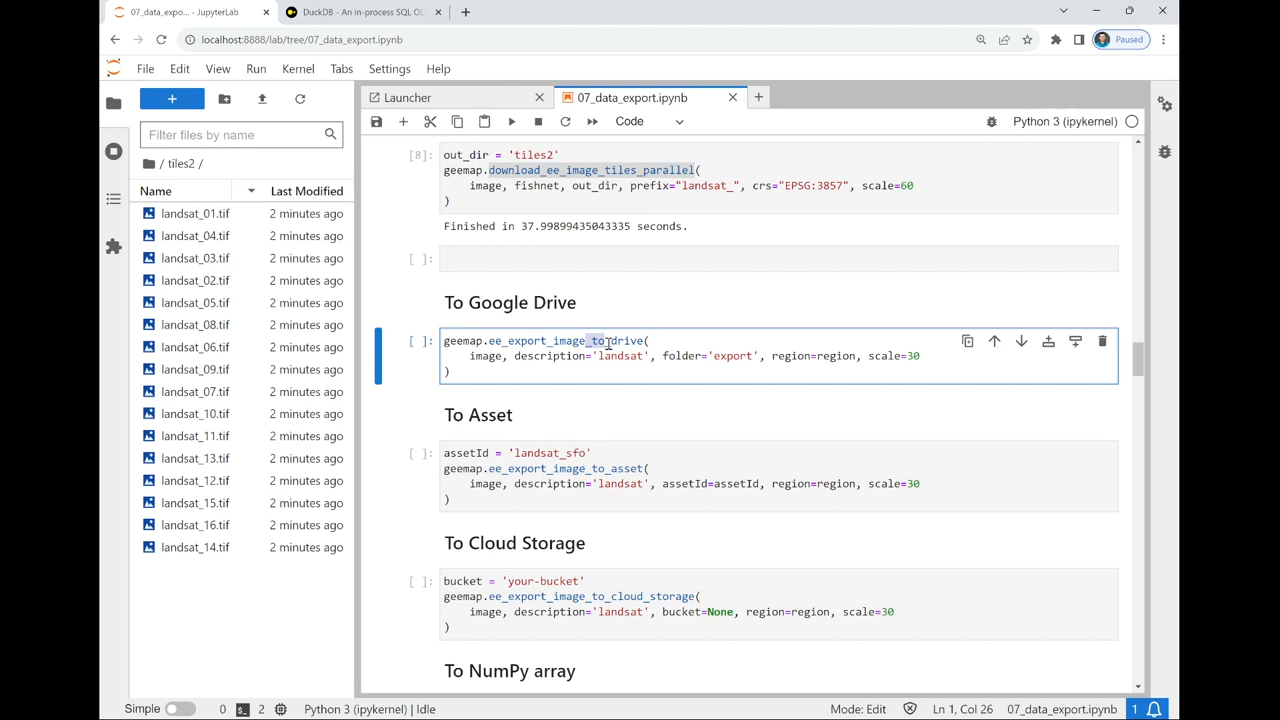 07_data_expo... - JupyterLab
DuckDB - An in-process SQL OL
localhost:8888/lab/tree/07_data_export.ipynb
Paused
File Edit View Run Kernel Tabs Settings Help
Launcher
07_data_export.ipynb
Filter files by name
Code
Python 3 (ipykernel)
/ tiles2 /
Name Last Modified
landsat_01.tif 2 minutes ago
landsat_04.tif 2 minutes ago
landsat_03.tif 2 minutes ago
landsat_02.tif 2 minutes ago
landsat_05.tif 2 minutes ago
landsat_08.tif 2 minutes ago
landsat_06.tif 2 minutes ago
landsat_09.tif 2 minutes ago
landsat_07.tif 2 minutes ago
landsat_10.tif 2 minutes ago
landsat_11.tif 2 minutes ago
landsat_13.tif 2 minutes ago
landsat_12.tif 2 minutes ago
landsat_15.tif 2 minutes ago
landsat_16.tif 2 minutes ago
landsat_14.tif 2 minutes ago
[8]: out_dir = 'tiles2'
geemap.download_ee_image_tiles_parallel(
image, fishnet, out_dir, prefix="landsat_", crs="EPSG:3857", scale=60
)
Finished in 37.99899435043335 seconds.
[ ]:
To Google Drive
[ ]: geemap.ee_export_image_to_drive(
image, description='landsat', folder='export', region=region, scale=30
)
To Asset
[ ]: assetId = 'landsat_sfo'
geemap.ee_export_image_to_asset(
image, description='landsat', assetId=assetId, region=region, scale=30
)
To Cloud Storage
[ ]: bucket = 'your-bucket'
geemap.ee_export_image_to_cloud_storage(
image, description='landsat', bucket=None, region=region, scale=30
)
To NumPy array
Simple 0 2 Python 3 (ipykernel) | Idle
Mode: Edit Ln 1, Col 26 07_data_export.ipynb 1